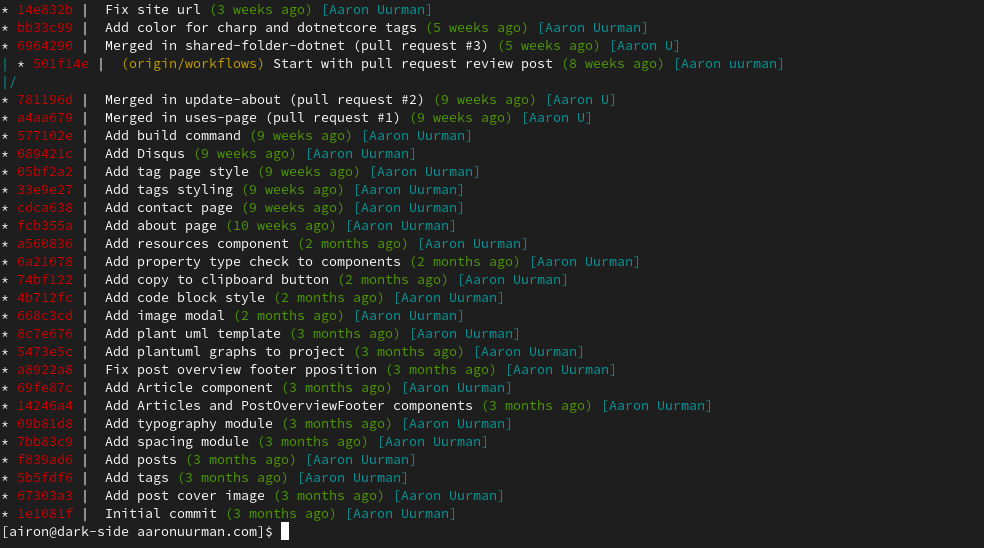 * 14e832b | Fix site url (3 weeks ago) [Aaron Uurman]
* bb33c99 | Add color for charp and dotnetcore tags (5 weeks ago) [Aaron Uurman]
* 6964290 | Merged in shared-folder-dotnet (pull request #3) (5 weeks ago) [Aaron U]
| * 501f14e | (origin/workflows) Start with pull request review post (8 weeks ago) [Aaron uurman]
|/
* 781196d | Merged in update-about (pull request #2) (9 weeks ago) [Aaron U]
* a4aa679 | Merged in uses-page (pull request #1) (9 weeks ago) [Aaron U]
* 577102e | Add build command (9 weeks ago) [Aaron Uurman]
* 089421c | Add Disqus (9 weeks ago) [Aaron Uurman]
* 05bf2a2 | Add tag page style (9 weeks ago) [Aaron Uurman]
* 33e9e27 | Add tags styling (9 weeks ago) [Aaron Uurman]
* cdca638 | Add contact page (9 weeks ago) [Aaron Uurman]
* fcb355a | Add about page (10 weeks ago) [Aaron Uurman]
* a560836 | Add resources component (2 months ago) [Aaron Uurman]
* 0a21078 | Add property type check to components (2 months ago) [Aaron Uurman]
* 74bf122 | Add copy to clipboard button (2 months ago) [Aaron Uurman]
* 4b712fc | Add code block style (2 months ago) [Aaron Uurman]
* 668c3cd | Add image modal (2 months ago) [Aaron Uurman]
* 8c7e676 | Add plant uml template (3 months ago) [Aaron Uurman]
* 5473e5c | Add plantuml graphs to project (3 months ago) [Aaron Uurman]
* a8922a8 | Fix post overview footer pposition (3 months ago) [Aaron Uurman]
* 69fe87c | Add Article component (3 months ago) [Aaron Uurman]
* 14246a4 | Add Articles and PostOverviewFooter components (3 months ago) [Aaron Uurman]
* 09b81d8 | Add typography module (3 months ago) [Aaron Uurman]
* 7bb83c9 | Add spacing module (3 months ago) [Aaron Uurman]
* f839ad6 | Add posts (3 months ago) [Aaron Uurman]
* 5b5fdf6 | Add tags (3 months ago) [Aaron Uurman]
* 67303a3 | Add post cover image (3 months ago) [Aaron Uurman]
* 1e1081f | Initial commit (3 months ago) [Aaron Uurman]
[airon@dark-side aaronuurman.com]$